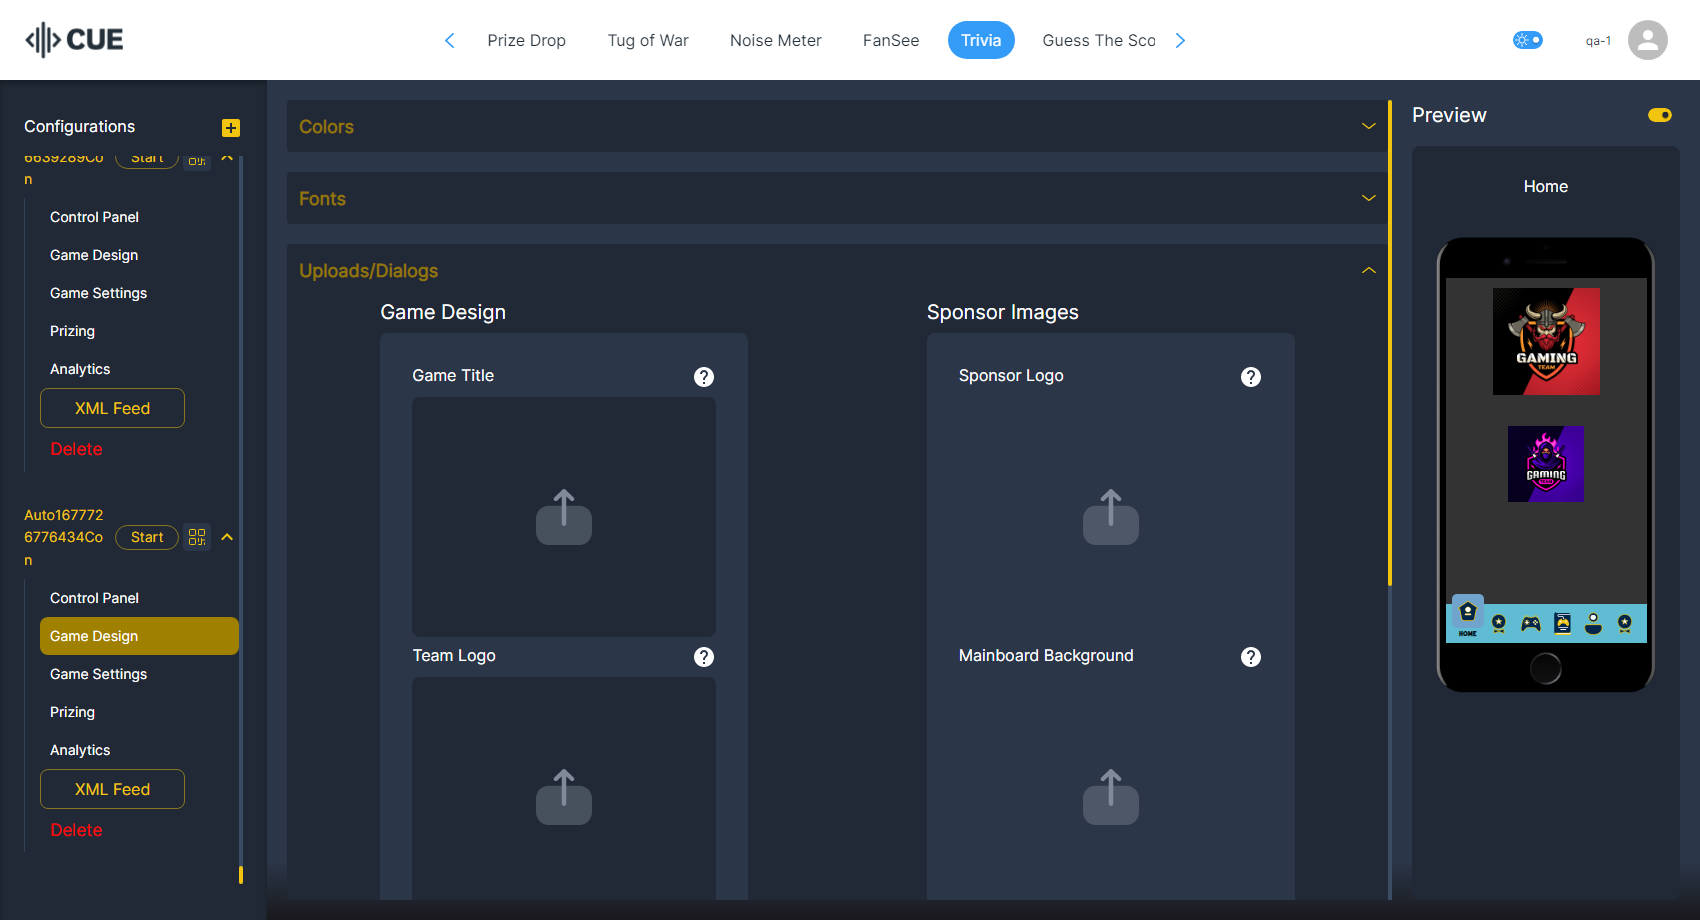 CUE
Prize Drop
Tug of War
Noise Meter
FanSee
Trivia
Guess The Sco
qa-1
Configurations
6639289Co
n
Start
Control Panel
Game Design
Game Settings
Prizing
Analytics
XML Feed
Delete
Auto167772
6776434Co
n
Start
Control Panel
Game Design
Game Settings
Prizing
Analytics
XML Feed
Delete
Colors
Fonts
Uploads/Dialogs
Game Design
Game Title
Team Logo
Sponsor Images
Sponsor Logo
Mainboard Background
Preview
Home
GAMING
TEAM
GAMING
TEAM
HOME